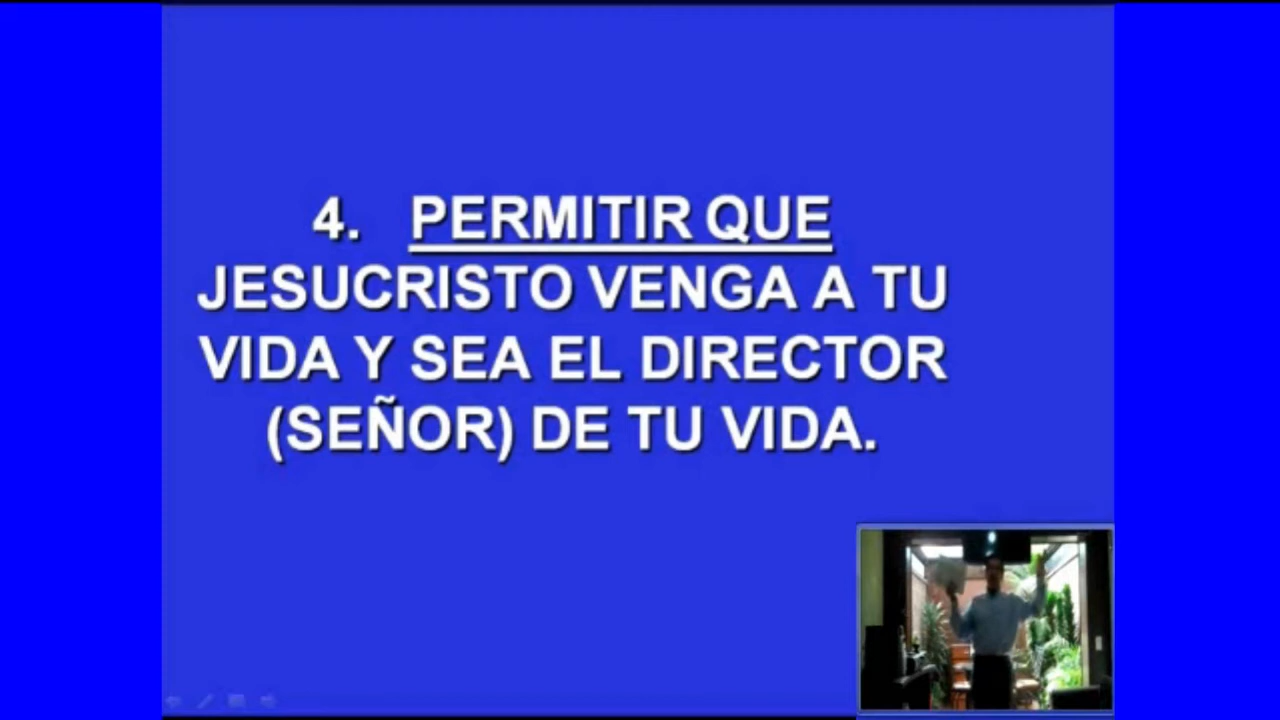 4. PERMITIR QUE
JESUCRISTO VENGA A TU
VIDA Y SEA EL DIRECTOR
(SEÑOR) DE TU VIDA.